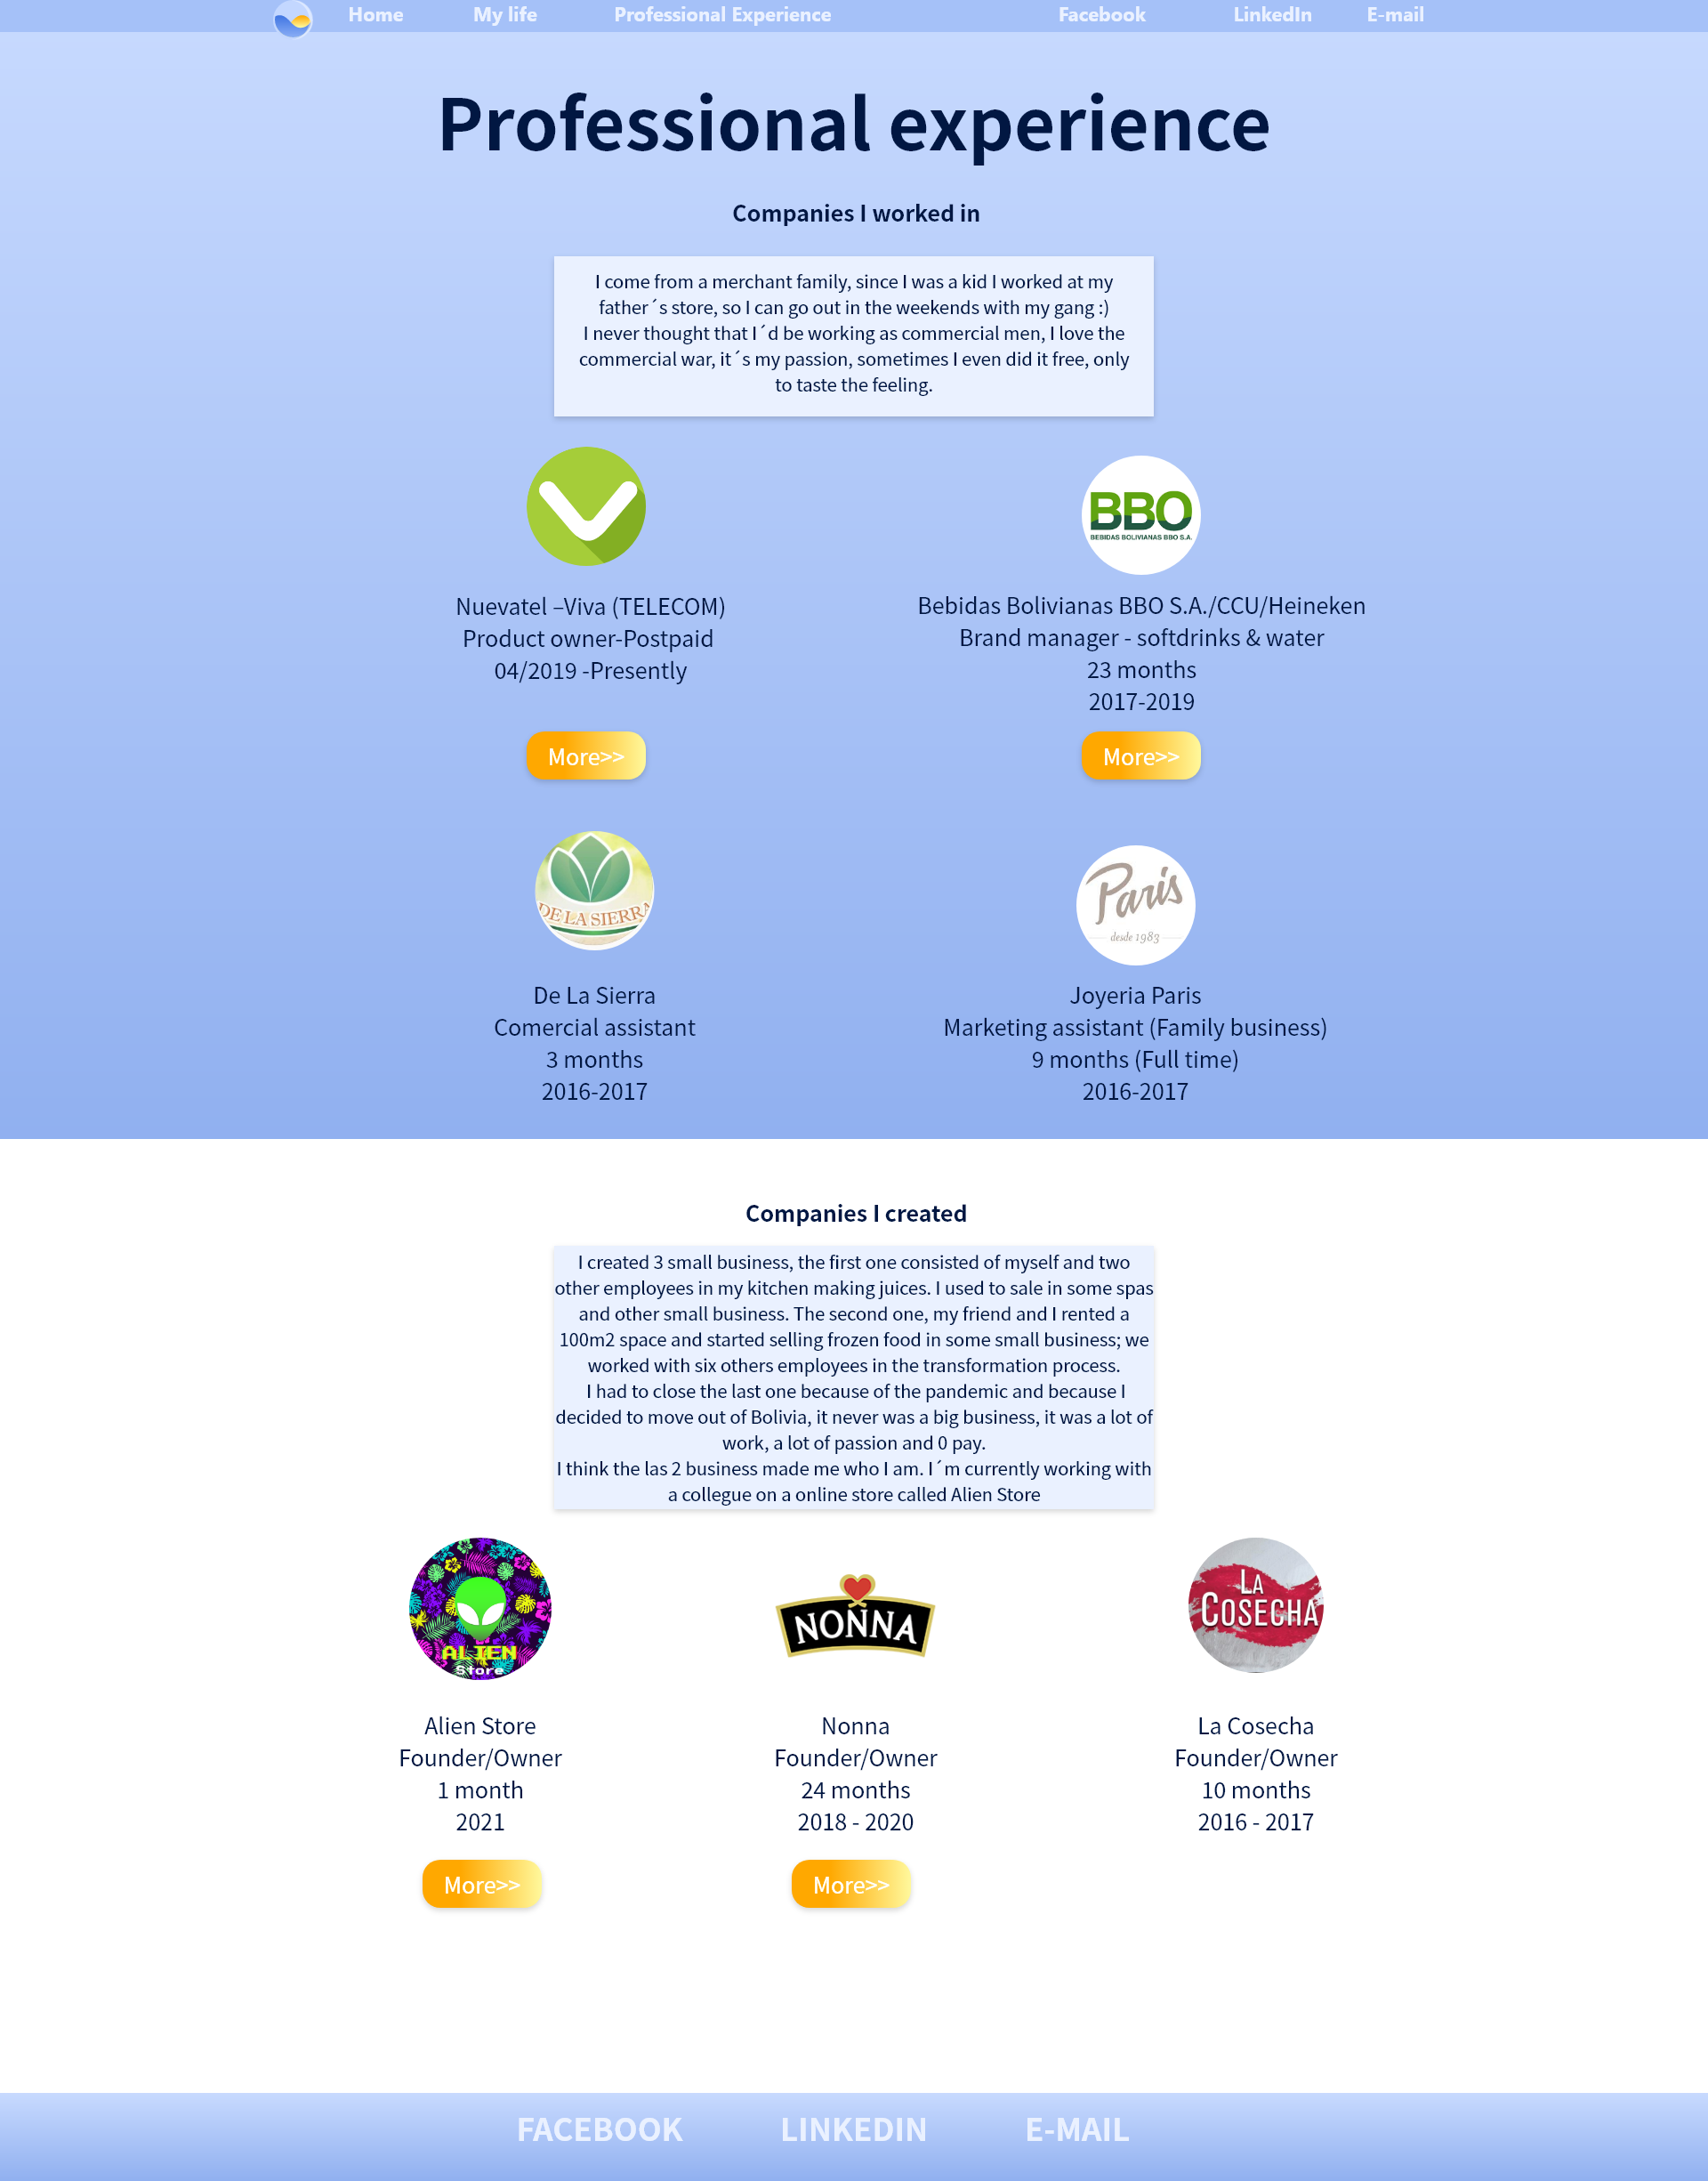 Home My life Professional Experience Facebook LinkedIn E-mail
Professional experience
Companies I worked in
I come from a merchant family, since I was a kid I worked at my
father´s store, so I can go out in the weekends with my gang :)
I never thought that I´d be working as commercial men, I love the
commercial war, it´s my passion, sometimes I even did it free, only
to taste the feeling.
BBO
BEBIDAS BOLIVIANAS BBO S.A.
Nuevatel –Viva (TELECOM)
Product owner-Postpaid
04/2019 -Presently
Bebidas Bolivianas BBO S.A./CCU/Heineken
Brand manager - softdrinks & water
23 months
2017-2019
More>>
More>>
DE LA SIERRA
Paris
desde 1983
De La Sierra
Comercial assistant
3 months
2016-2017
Joyeria Paris
Marketing assistant (Family business)
9 months (Full time)
2016-2017
Companies I created
I created 3 small business, the first one consisted of myself and two
other employees in my kitchen making juices. I used to sale in some spas
and other small business. The second one, my friend and I rented a
100m2 space and started selling frozen food in some small business; we
worked with six others employees in the transformation process.
I had to close the last one because of the pandemic and because I
decided to move out of Bolivia, it never was a big business, it was a lot of
work, a lot of passion and 0 pay.
I think the las 2 business made me who I am. I´m currently working with
a collegue on a online store called Alien Store
ALIEN
Store
NONNA
LA
COSECHA
Alien Store
Founder/Owner
1 month
2021
Nonna
Founder/Owner
24 months
2018 - 2020
La Cosecha
Founder/Owner
10 months
2016 - 2017
More>>
More>>
FACEBOOK LINKEDIN E-MAIL